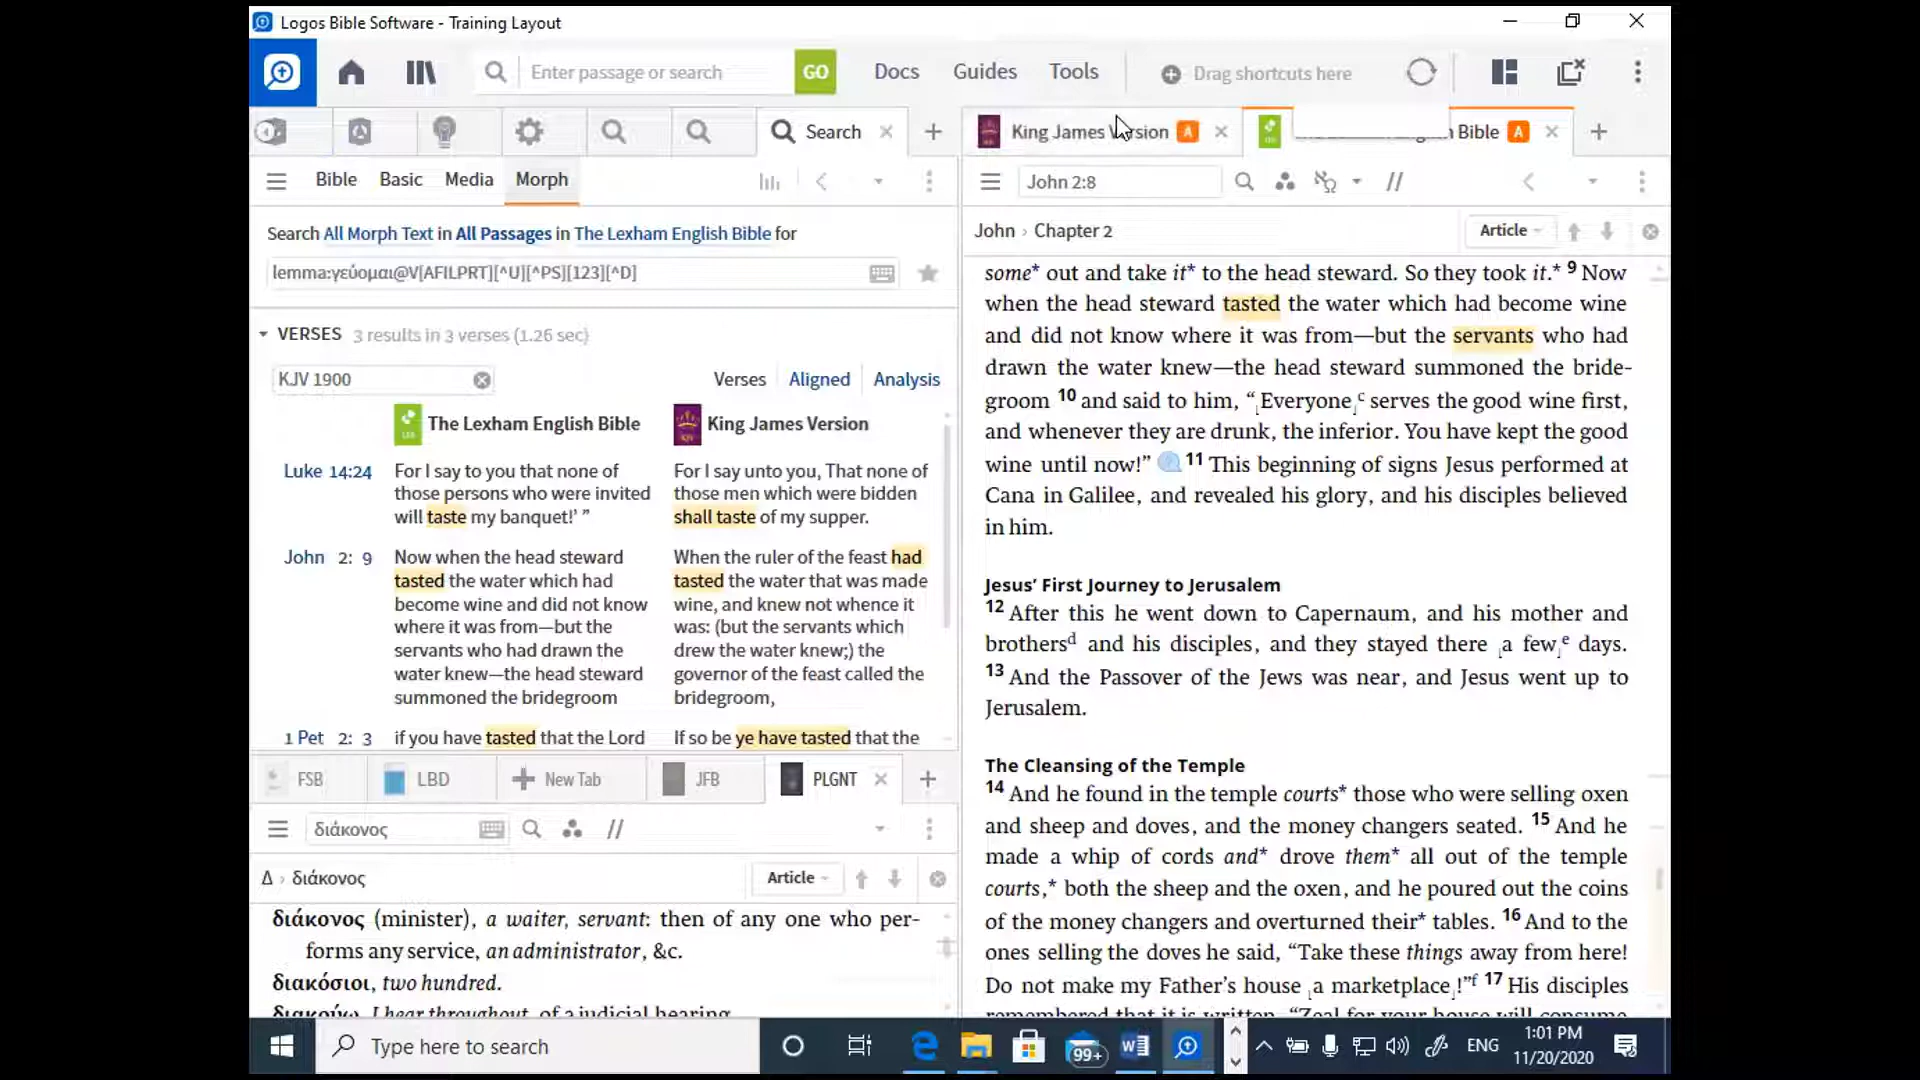 Logos Bible Software - Training Layout
Enter passage or search
GO
Docs
Guides
Tools
Drag shortcuts here
Search
Bible
Basic
Media
Morph
Search All Morph Text in All Passages in The Lexham English Bible for
lemma:γεύομαι@V[AFILPRT][^U][^PS][123][^D]
VERSES 3 results in 3 verses (1.26 sec)
KJV 1900
Verses
Aligned
Analysis
The Lexham English Bible
King James Version
Luke 14:24
For I say to you that none of
those persons who were invited
will taste my banquet!’ ”
For I say unto you, That none of
those men which were bidden
shall taste of my supper.
John 2: 9
Now when the head steward
tasted the water which had
become wine and did not know
where it was from—but the
servants who had drawn the
water knew—the head steward
summoned the bridegroom
When the ruler of the feast had
tasted the water that was made
wine, and knew not whence it
was: (but the servants which
drew the water knew;) the
governor of the feast called the
bridegroom,
1 Pet 2: 3
if you have tasted that the Lord
If so be ye have tasted that the
FSB
LBD
New Tab
JFB
PLGNT
διάκονος
Δ › διάκονος
Article
διάκονος (minister), a waiter, servant: then of any one who per-
forms any service, an administrator, &c.
διακόσιοι, two hundred.
διακούω, I hear throughout, of a judicial hearing.
King James Version A
Bible A
John 2:8
John › Chapter 2
Article
some* out and take it* to the head steward. So they took it.* 9 Now
when the head steward tasted the water which had become wine
and did not know where it was from—but the servants who had
drawn the water knew—the head steward summoned the bride-
groom 10 and said to him, “⌞Everyone⌟c serves the good wine first,
and whenever they are drunk, the inferior. You have kept the good
wine until now!” 11 This beginning of signs Jesus performed at
Cana in Galilee, and revealed his glory, and his disciples believed
in him.
Jesus’ First Journey to Jerusalem
12 After this he went down to Capernaum, and his mother and
brothersd and his disciples, and they stayed there ⌞a few⌟e days.
13 And the Passover of the Jews was near, and Jesus went up to
Jerusalem.
The Cleansing of the Temple
14 And he found in the temple courts* those who were selling oxen
and sheep and doves, and the money changers seated. 15 And he
made a whip of cords and* drove them* all out of the temple
courts,* both the sheep and the oxen, and he poured out the coins
of the money changers and overturned their* tables. 16 And to the
ones selling the doves he said, “Take these things away from here!
Do not make my Father’s house ⌞a marketplace⌟!”f 17 His disciples
remembered that it is written, “Zeal for your house will consume
Type here to search
99+
ENG
1:01 PM
11/20/2020